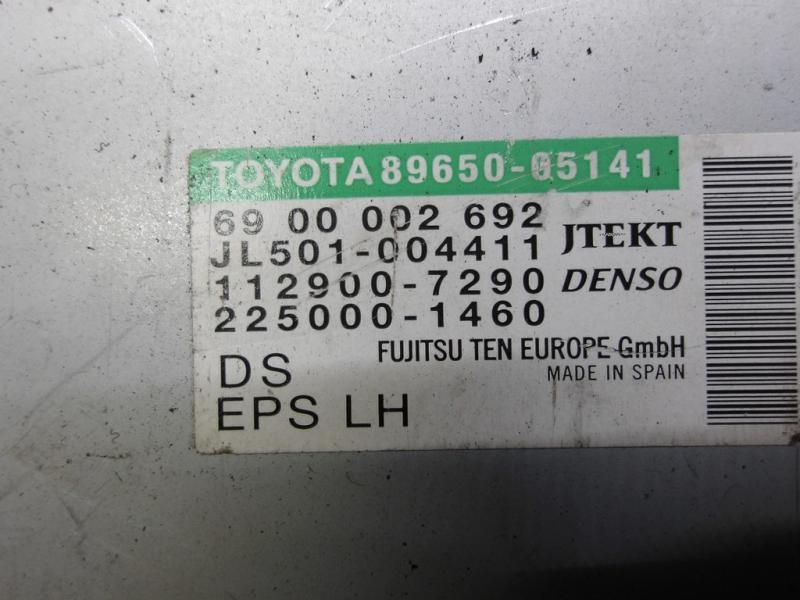 TOYOTA 89650-05141
69 00 002 692
JL501-004411 JTEKT
112900-7290 DENSO
225000-1460
FUJITSU TEN EUROPE GmbH
DS
MADE IN SPAIN
EPS LH